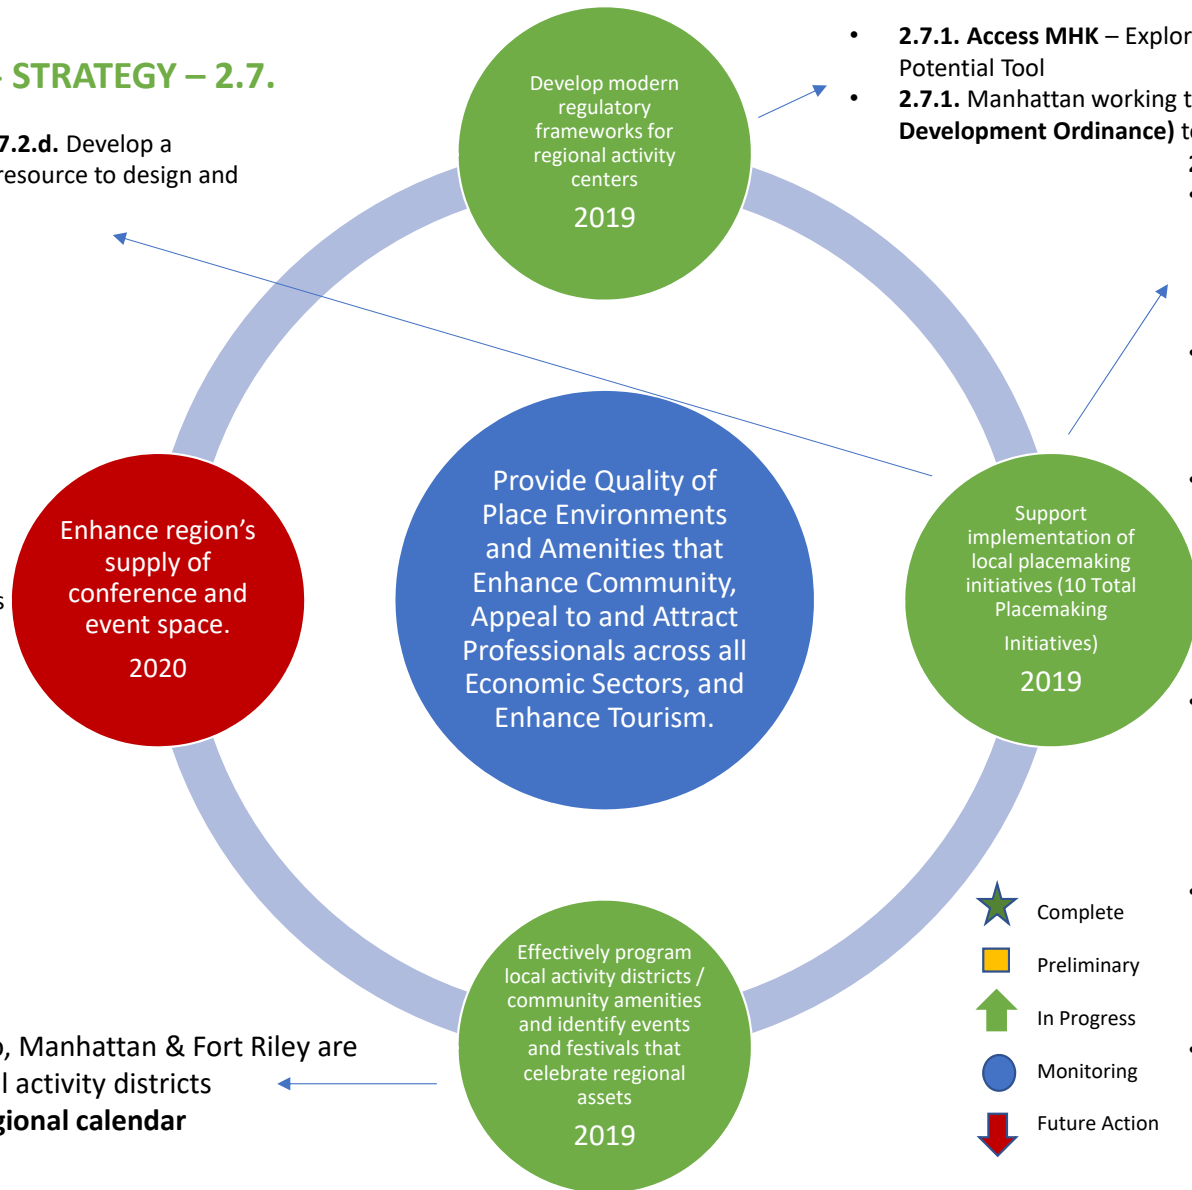 STRATEGY – 2.7.
7.2.d. Develop a
resource to design and
Develop modern
regulatory
frameworks for
regional activity
centers
2019
• 2.7.1. Access MHK – Explor
Potential Tool
• 2.7.1. Manhattan working t
Development Ordinance) to
2
•
•
•
•
•
•
Enhance region’s
supply of
conference and
event space.
2020
s
Provide Quality of
Place Environments
and Amenities that
Enhance Community,
Appeal to and Attract
Professionals across all
Economic Sectors, and
Enhance Tourism.
Support
implementation of
local placemaking
initiatives (10 Total
Placemaking
Initiatives)
2019
Effectively program
local activity districts /
community amenities
and identify events
and festivals that
celebrate regional
assets
2019
o, Manhattan & Fort Riley are
l activity districts
gional calendar
Complete
Preliminary
In Progress
Monitoring
Future Action